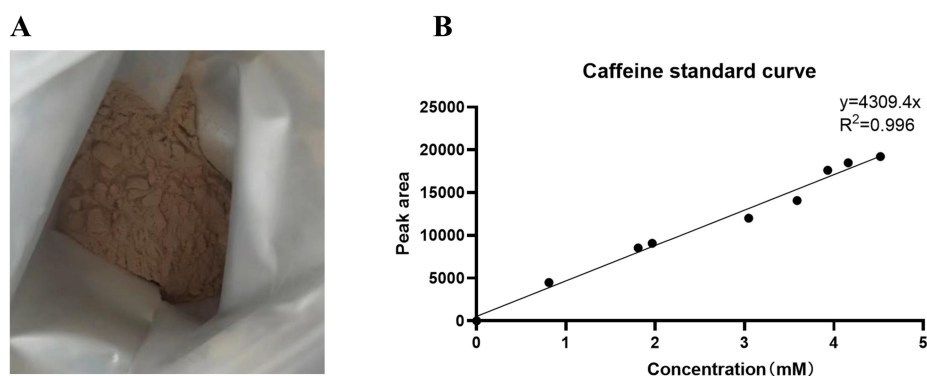 A
B
Caffeine standard curve
y=4309.4x
R²=0.996
25000
20000
15000
10000
5000
0
Peak area
0 1 2 3 4 5
Concentration（mM）